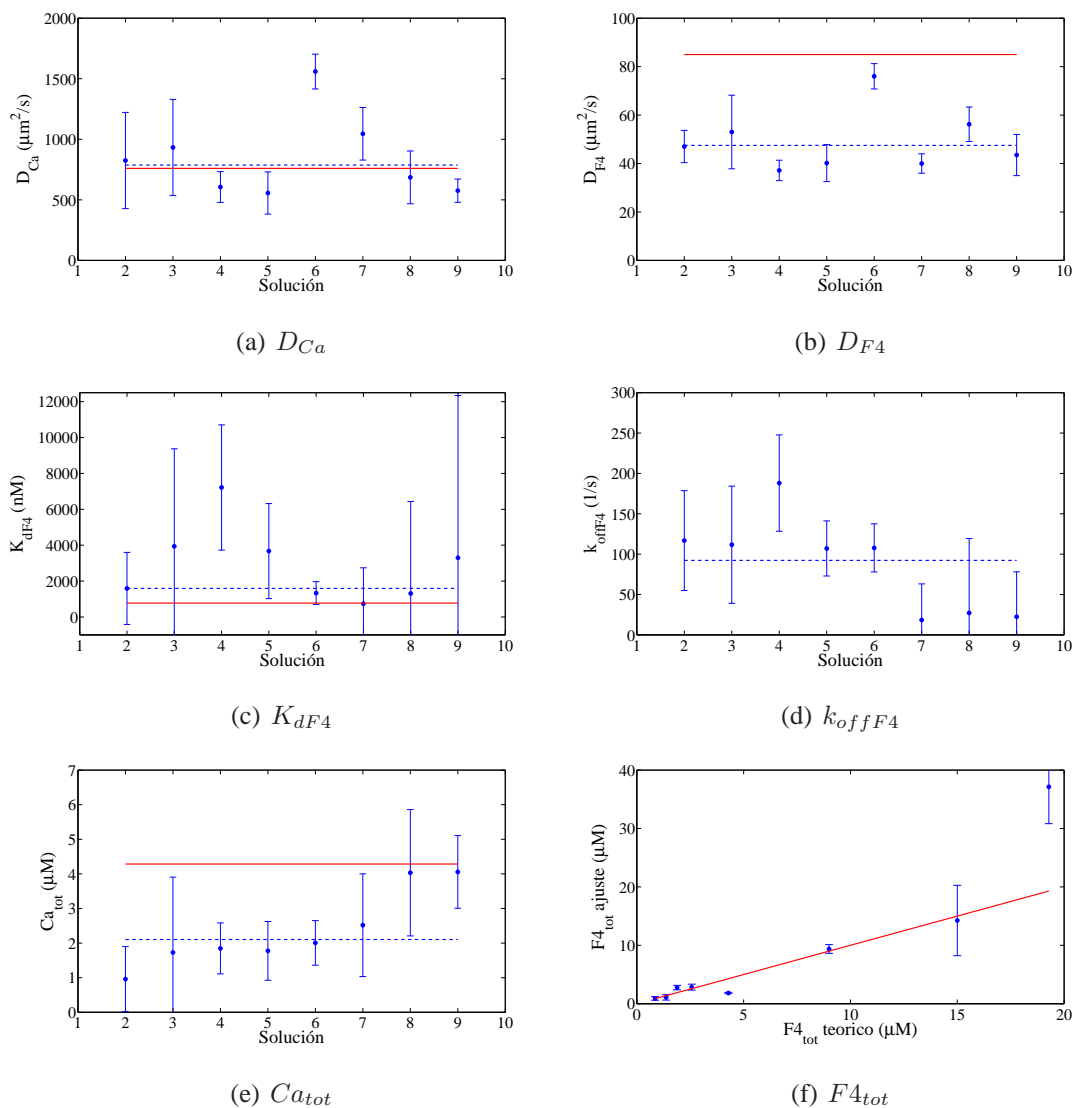 2000
1500
1000
500
0
D_Ca (μm²/s)
1 2 3 4 5 6 7 8 9 10
Solución
(a) D_Ca
100
80
60
40
20
0
D_F4 (μm²/s)
1 2 3 4 5 6 7 8 9 10
Solución
(b) D_F4
12000
10000
8000
6000
4000
2000
0
K_dF4 (nM)
1 2 3 4 5 6 7 8 9 10
Solución
(c) K_dF4
300
250
200
150
100
50
0
k_offF4 (1/s)
1 2 3 4 5 6 7 8 9 10
Solución
(d) k_offF4
7
6
5
4
3
2
1
0
Ca_tot (μM)
1 2 3 4 5 6 7 8 9 10
Solución
(e) Ca_tot
40
30
20
10
0
F4_tot ajuste (μM)
0 5 10 15 20
F4_tot teorico (μM)
(f) F4_tot